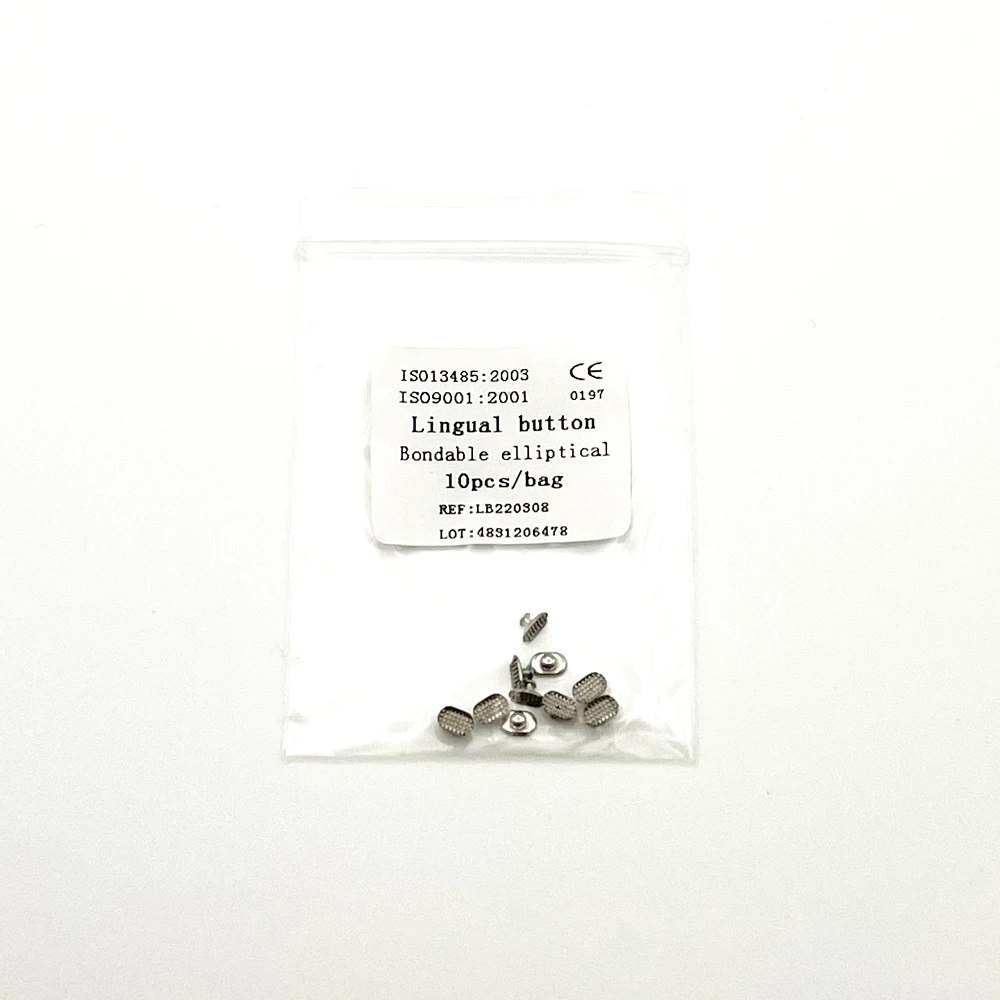 ISO13485:2003 CE
ISO9001:2001 0197
Lingual button
Bondable elliptical
10pcs/bag
REF:LB220308
LOT:4831206478